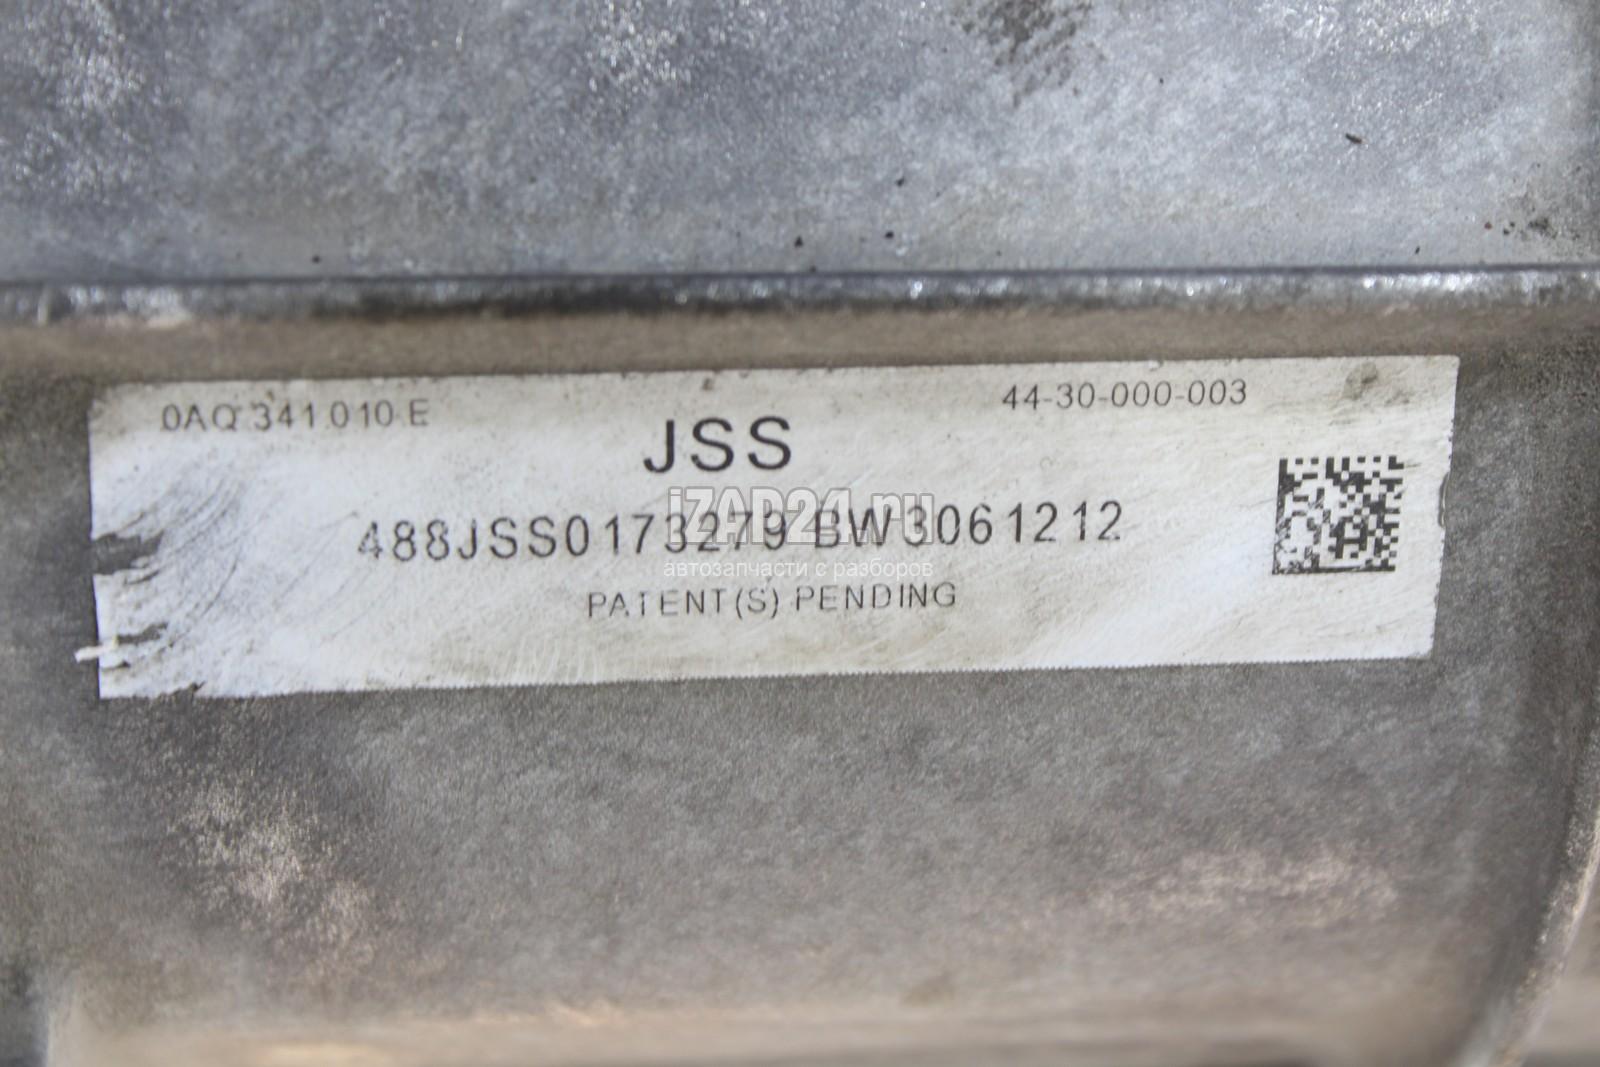 0AQ 341 010 E
44-30-000-003
JSS
iZAP24.ru
488JSS0173279 BW3061212
автозапчасти с разборов
PATENT(S) PENDING